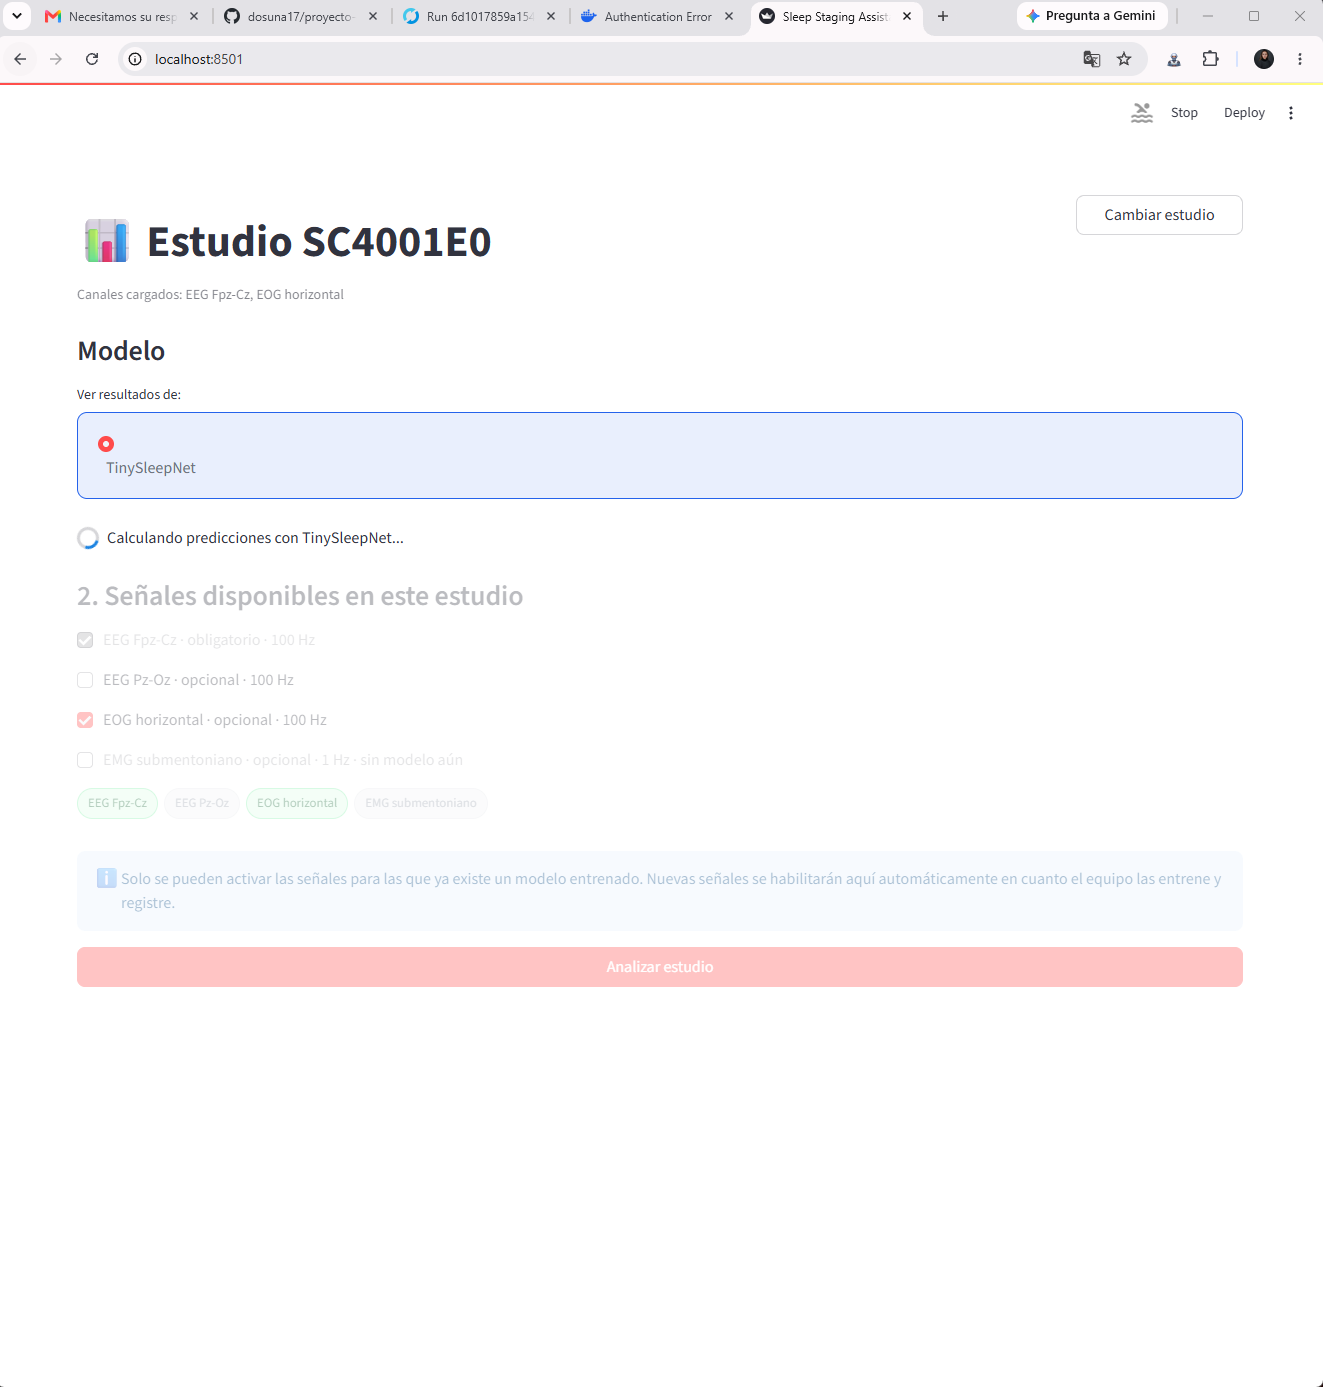 Necesitamos su resp
dosuna17/proyecto-
Run 6d1017859a154
Authentication Error
Sleep Staging Assist
Pregunta a Gemini
localhost:8501
Stop
Deploy
Cambiar estudio
Estudio SC4001E0
Canales cargados: EEG Fpz-Cz, EOG horizontal
Modelo
Ver resultados de:
TinySleepNet
Calculando predicciones con TinySleepNet...
2. Señales disponibles en este estudio
EEG Fpz-Cz · obligatorio · 100 Hz
EEG Pz-Oz · opcional · 100 Hz
EOG horizontal · opcional · 100 Hz
EMG submentoniano · opcional · 1 Hz · sin modelo aún
EEG Fpz-Cz
EEG Pz-Oz
EOG horizontal
EMG submentoniano
Solo se pueden activar las señales para las que ya existe un modelo entrenado. Nuevas señales se habilitarán aquí automáticamente en cuanto el equipo las entrene y
registre.
Analizar estudio